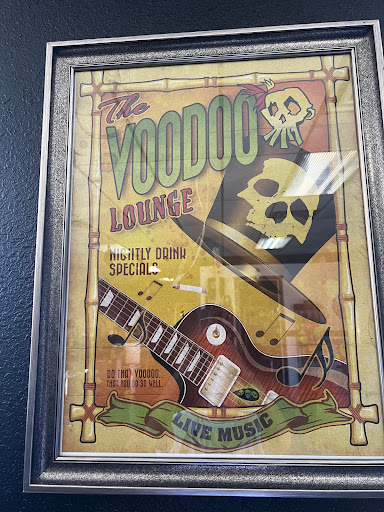 The
VOODOO
LOUNGE
NIGHTLY DRINK
SPECIALS
DO THAT VOODOO...
THAT YOU DO SO WELL.
LIVE MUSIC